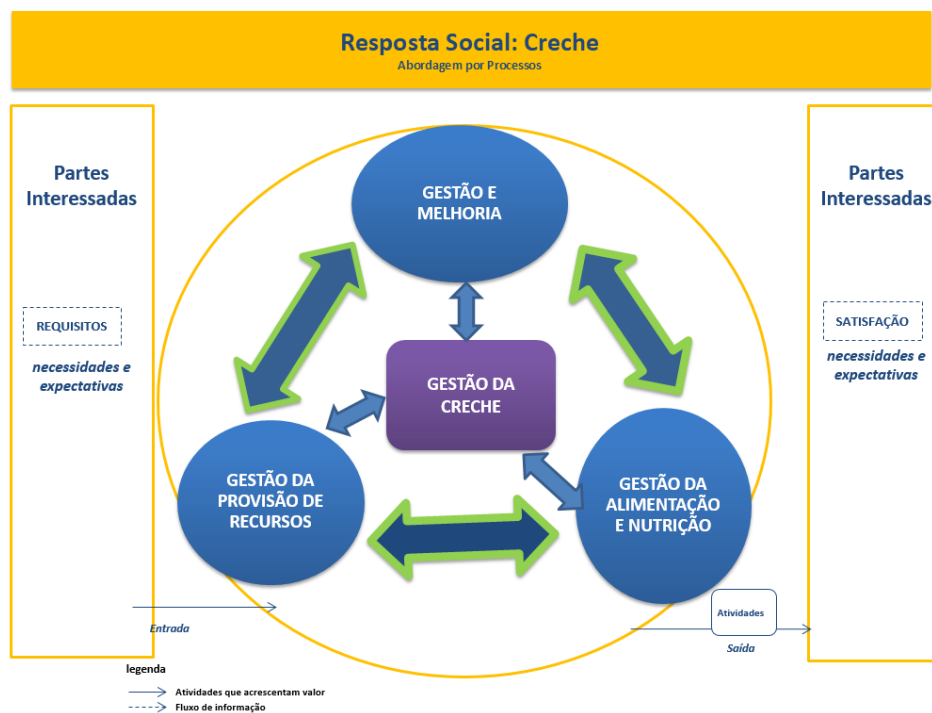 Resposta Social: Creche
Abordagem por Processos
Partes
Interessadas
REQUISITOS
necessidades e
expectativas
GESTÃO E
MELHORIA
GESTÃO DA
CRECHE
GESTÃO DA
PROVISÃO DE
RECURSOS
GESTÃO DA
ALIMENTAÇÃO
E NUTRIÇÃO
Partes
Interessadas
SATISFAÇÃO
necessidades e
expectativas
Entrada
Atividades
Saída
legenda
Atividades que acrescentam valor
Fluxo de informação